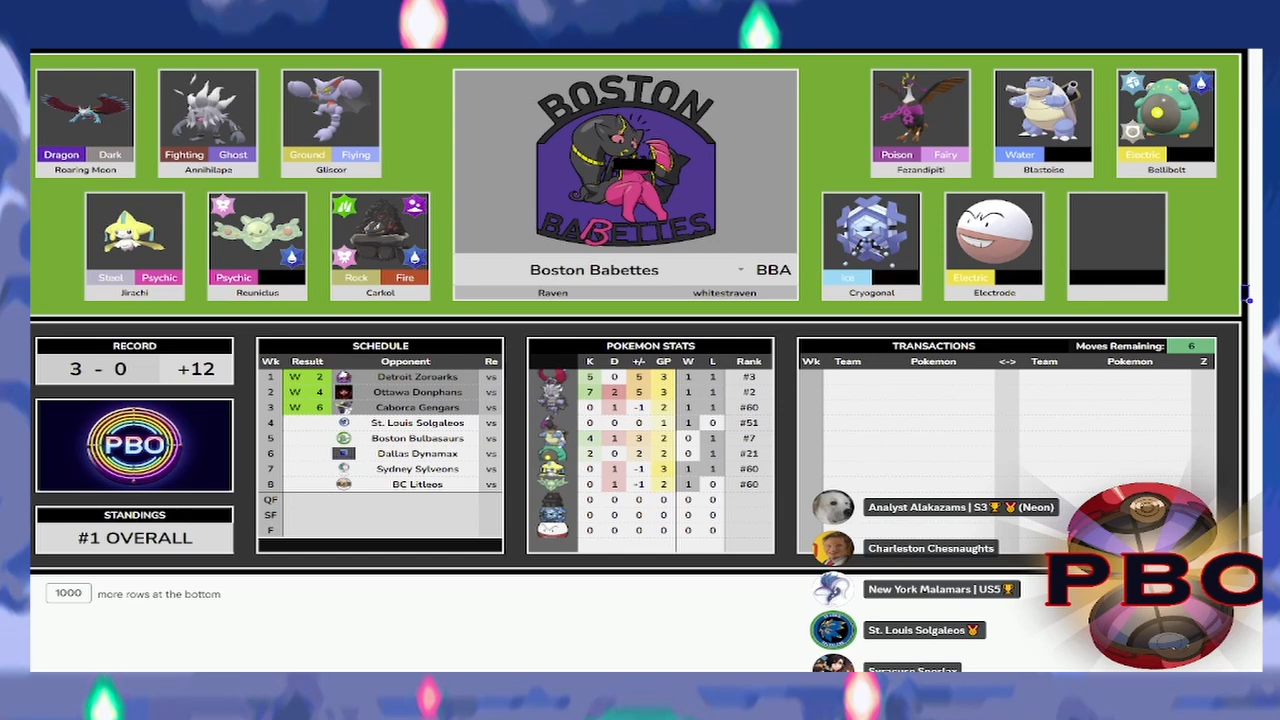 Dragon Dark
Roaring Moon
Fighting Ghost
Annihilape
Ground Flying
Gliscor
BOSTON
BABETTES
Poison Fairy
Fezandipiti
Water
Blastoise
Electric
Bellibolt
Steel Psychic
Jirachi
Psychic
Reuniclus
Rock Fire
Carkol
Boston Babettes BBA
Raven whitestraven
Ice
Cryogonal
Electric
Electrode
RECORD
3 - 0 +12
PBO
STANDINGS
#1 OVERALL
SCHEDULE
Wk Result Opponent Re
1 W 2 Detroit Zoroarks vs
2 W 4 Ottawa Donphans vs
3 W 6 Caborca Gengars vs
4 St. Louis Solgaleos vs
5 Boston Bulbasaurs vs
6 Dallas Dynamax vs
7 Sydney Sylveons vs
8 BC Litleos vs
QF
SF
F
POKEMON STATS
K D +/- GP W L Rank
5 0 5 3 1 1 #3
7 2 5 3 1 1 #2
0 1 -1 2 1 1 #60
0 0 0 1 1 0 #51
4 1 3 2 0 1 #7
2 0 2 2 0 1 #21
0 1 -1 3 1 1 #60
0 1 -1 2 1 0 #60
0 0 0 0 0 0
0 0 0 0 0 0
0 0 0 0 0 0
TRANSACTIONS Moves Remaining: 6
Wk Team Pokemon <-> Team Pokemon Z
Analyst Alakazams | S3🏆🏅(Neon)
Charleston Chesnaughts
New York Malamars | US5🏆
St. Louis Solgaleos🏅
Syracuse Snorlax
PBO
1000 more rows at the bottom